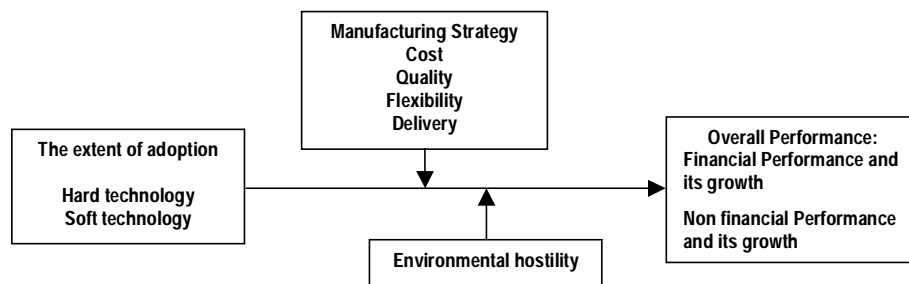 Manufacturing Strategy
Cost
Quality
Flexibility
Delivery
The extent of adoption
Hard technology
Soft technology
Overall Performance:
Financial Performance and
its growth
Non financial Performance
and its growth
Environmental hostility